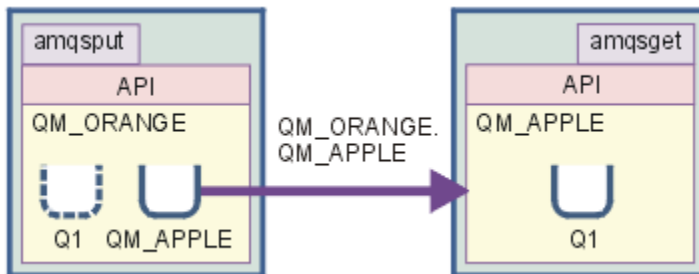 amqsput
API
QM_ORANGE
Q1
QM_APPLE
QM_ORANGE.
QM_APPLE
amqsget
API
QM_APPLE
Q1